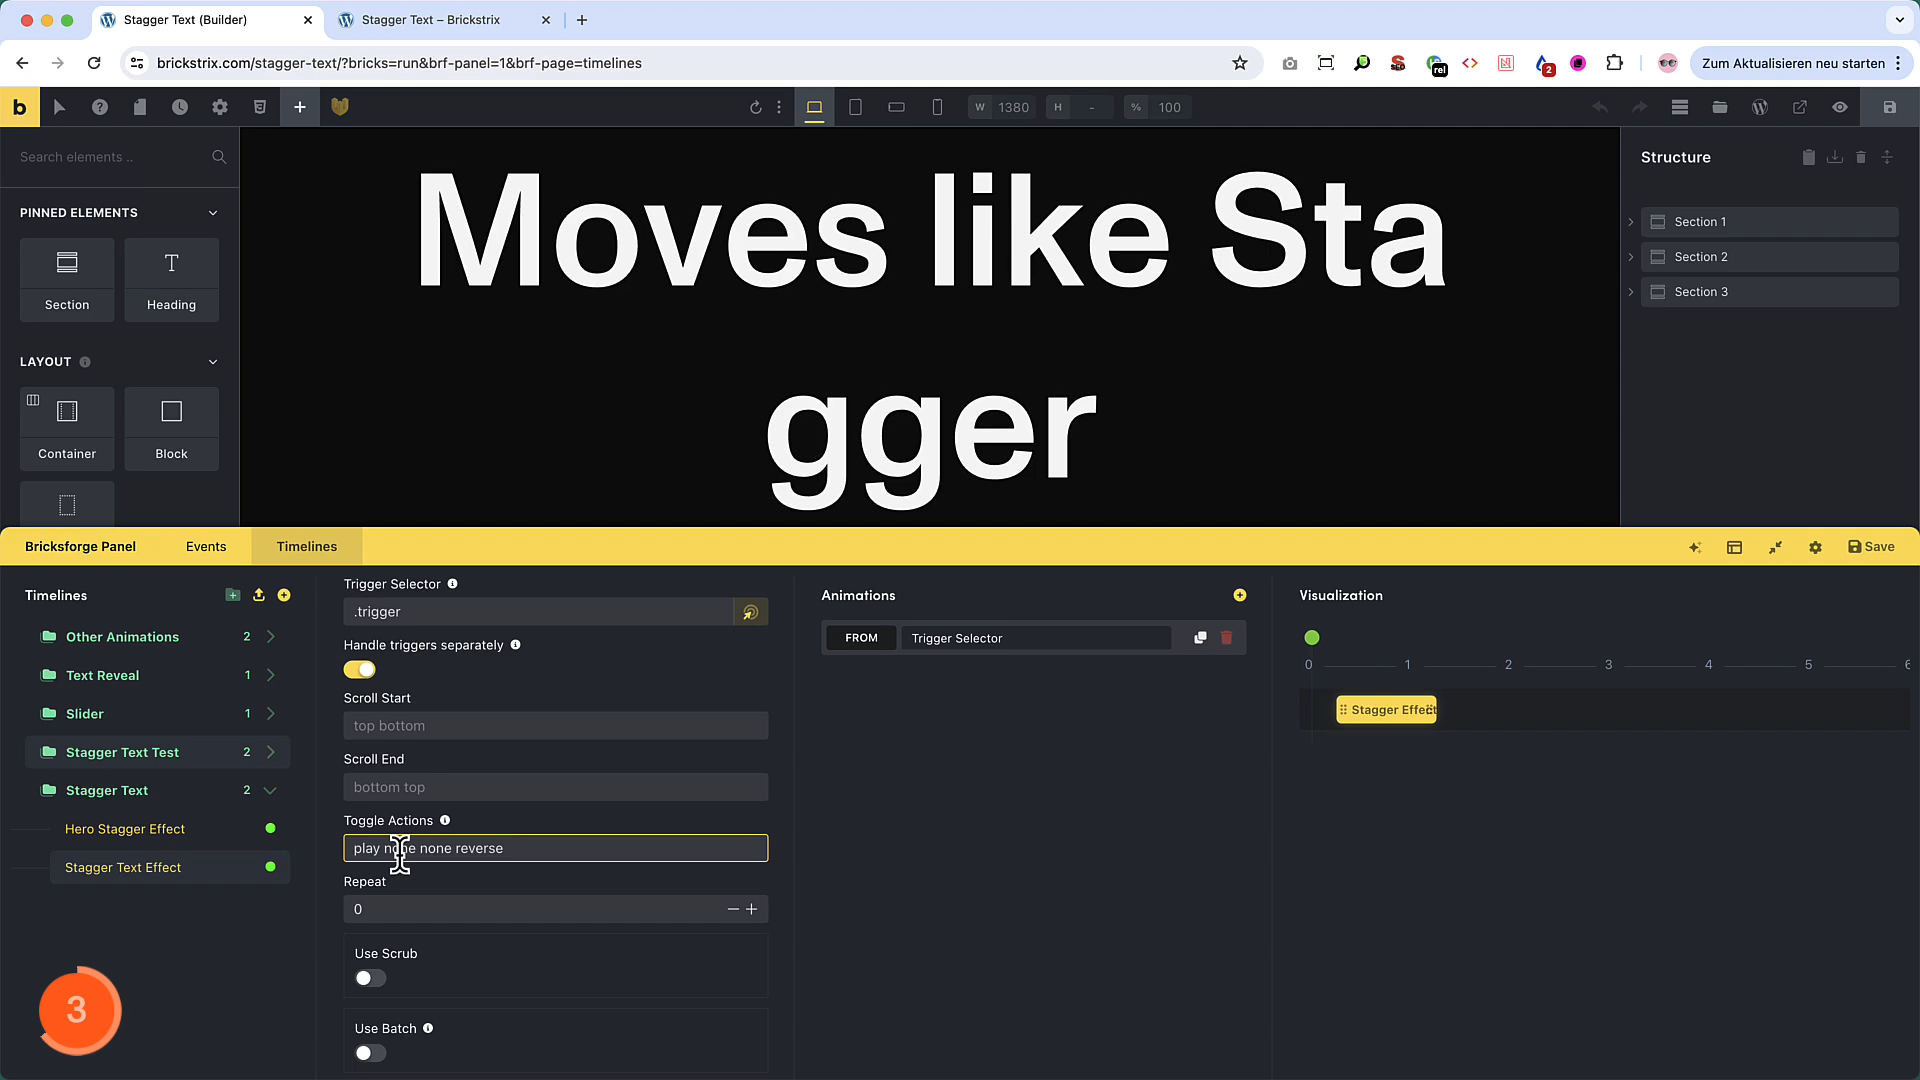 Stagger Text (Builder)
Stagger Text – Brickstrix
brickstrix.com/stagger-text/?bricks=run&brf-panel=1&brf-page=timelines
rel
2
Zum Aktualisieren neu starten
b
W 1380
H -
% 100
Search elements ..
PINNED ELEMENTS
Section
Heading
LAYOUT
Container
Block
Moves like Sta
gger
Structure
Section 1
Section 2
Section 3
Bricksforge Panel
Events
Timelines
Save
Timelines
Other Animations 2
Text Reveal 1
Slider 1
Stagger Text Test 2
Stagger Text 2
Hero Stagger Effect
Stagger Text Effect
3
Trigger Selector
.trigger
Handle triggers separately
Scroll Start
top bottom
Scroll End
bottom top
Toggle Actions
play none none reverse
Repeat
0
Use Scrub
Use Batch
Animations
FROM
Trigger Selector
Visualization
0 1 2 3 4 5 6
Stagger Effect